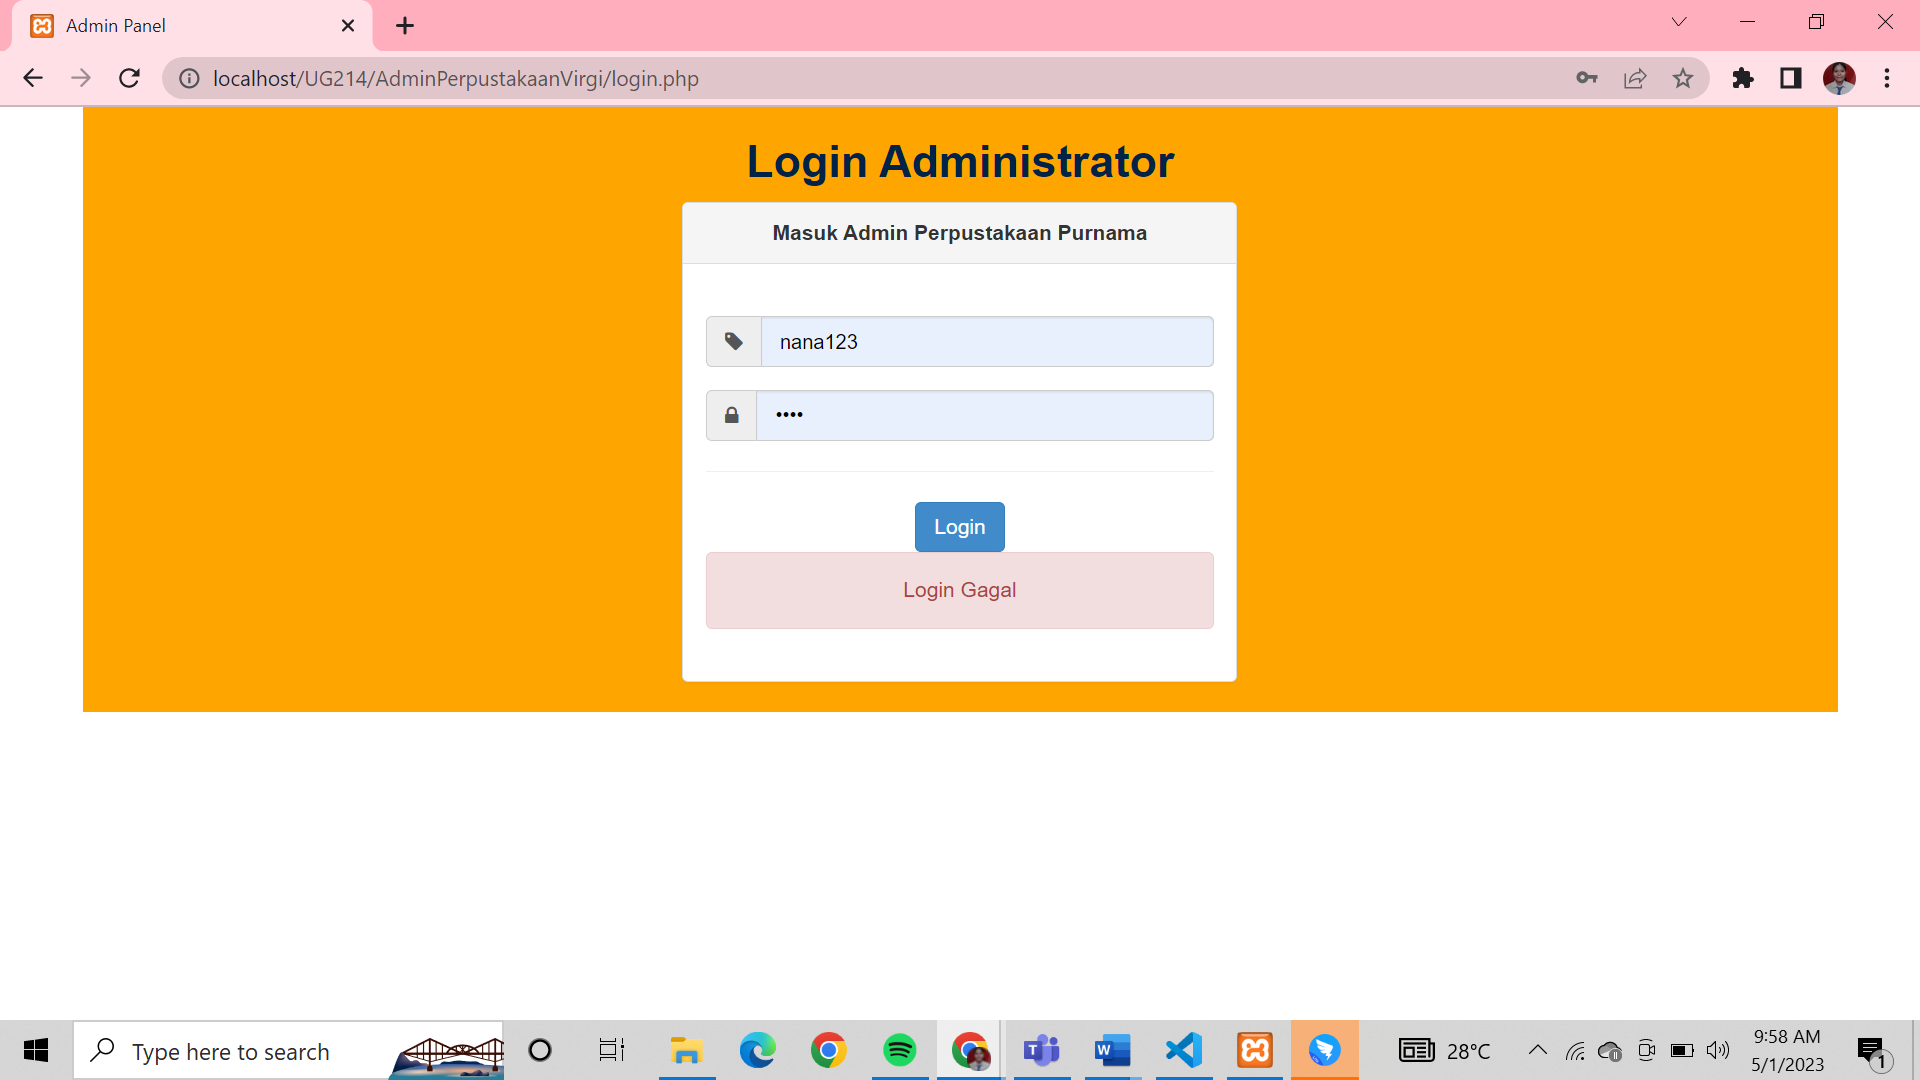 Admin Panel
localhost/UG214/AdminPerpustakaanVirgi/login.php
Login Administrator
Masuk Admin Perpustakaan Purnama
nana123
••••
Login
Login Gagal
Type here to search
28°C
9:58 AM
5/1/2023
1